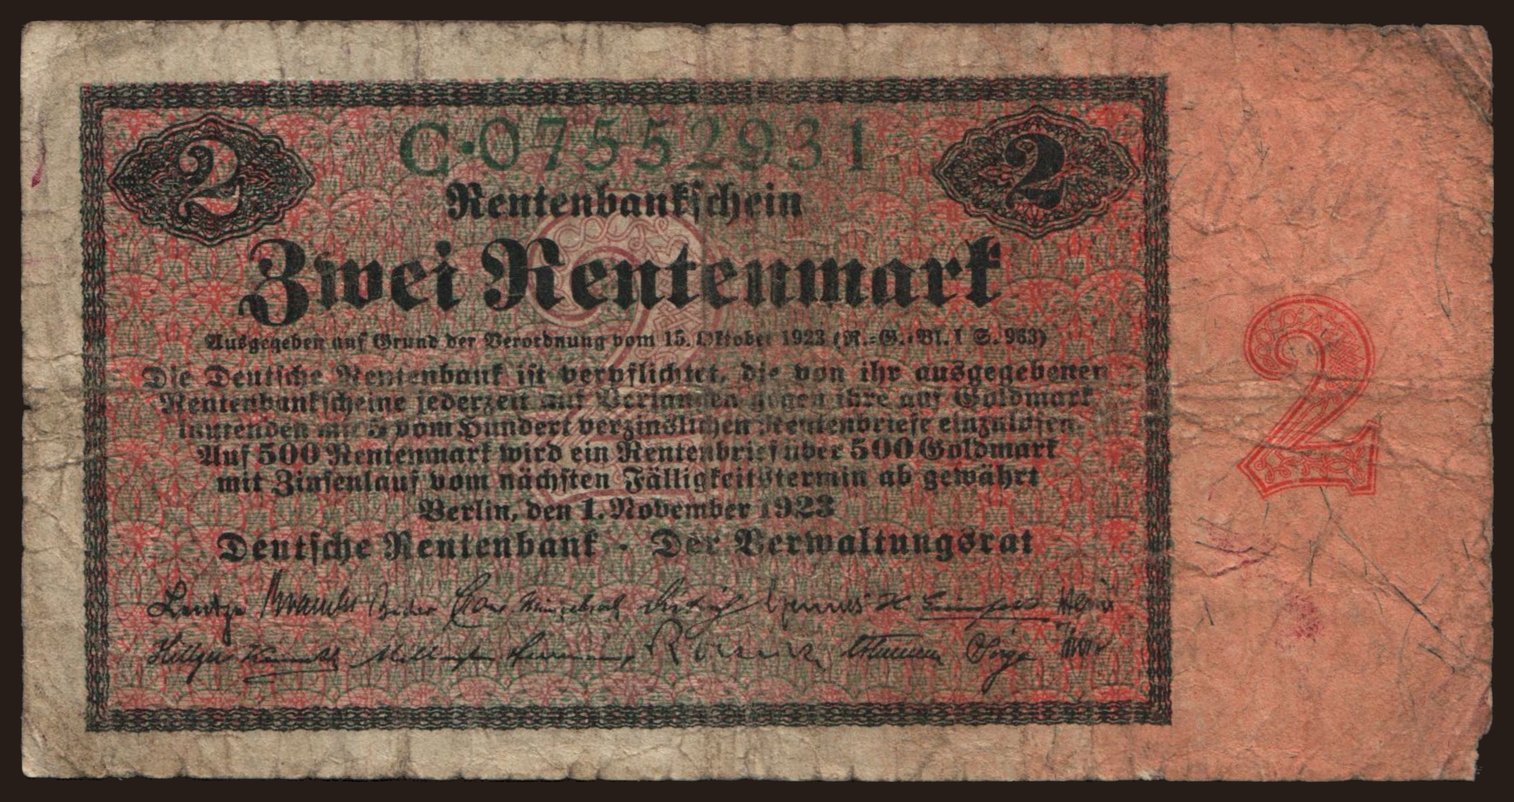 C·07552931
2 2
Rentenbankschein
Zwei Rentenmark
Ausgegeben auf Grund der Verordnung vom 15. Oktober 1923 (R.=G.=Bl. I S. 963)
Die Deutsche Rentenbank ist verpflichtet, die von ihr ausgegebenen
Rentenbankscheine jederzeit auf Verlangen gegen ihre auf Goldmark
lautenden mit 5 vom Hundert verzinslichen Rentenbriefe einzulösen
Auf 500 Rentenmark wird ein Rentenbrief über 500 Goldmark
mit Zinsenlauf vom nächsten Fälligkeitstermin ab gewährt
Berlin, den 1. November 1923
Deutsche Rentenbank - Der Verwaltungsrat
Lentze
2
2